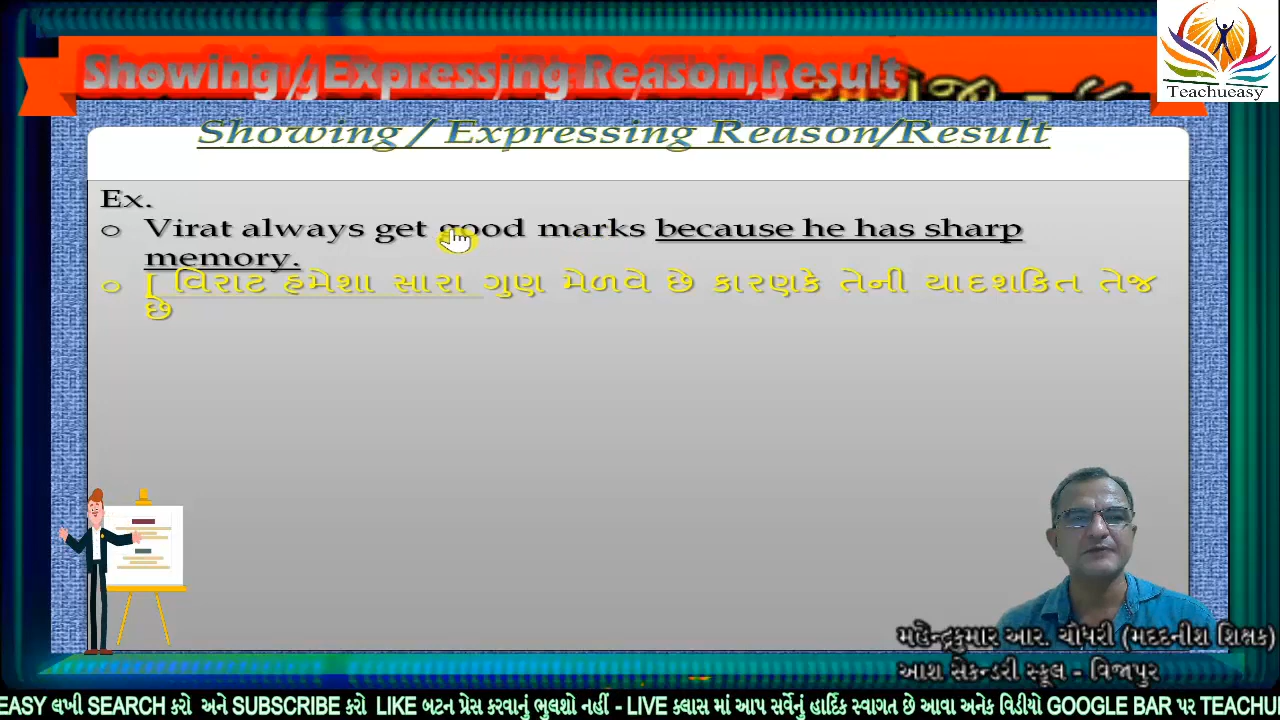 Showing / Expressing Reason,Result
Teachueasy
Showing / Expressing Reason/Result
Ex.
o Virat always get good marks because he has sharp
memory.
o [ વિરાટ હમેશા સારા ગુણ મેળવે છે કારણકે તેની યાદશકિત તેજ
છે
મહેન્દ્રકુમાર આર. ચૌધરી (મદદનીશ શિક્ષક)
આશ સેકન્ડરી સ્કૂલ - વિજાપુર
EASY લખી SEARCH કરો અને SUBSCRIBE કરો LIKE બટન પ્રેસ કરવાનું ભુલશો નહીં - LIVE ક્લાસ માં આપ સર્વેનું હાર્દિક સ્વાગત છે આવા અનેક વિડીયો GOOGLE BAR પર TEACHU